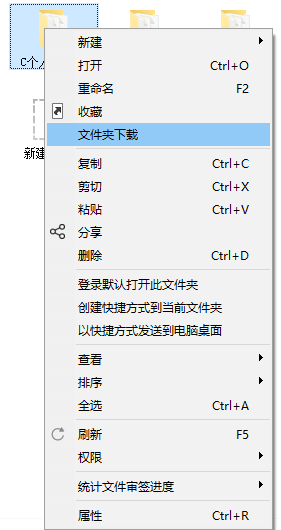 C个人
新建
新建
打开 Ctrl+O
重命名 F2
收藏
文件夹下载
复制 Ctrl+C
剪切 Ctrl+X
粘贴 Ctrl+V
分享
删除 Ctrl+D
登录默认打开此文件夹
创建快捷方式到当前文件夹
以快捷方式发送到电脑桌面
查看
排序
全选 Ctrl+A
刷新 F5
权限
统计文件审签进度
属性 Ctrl+R